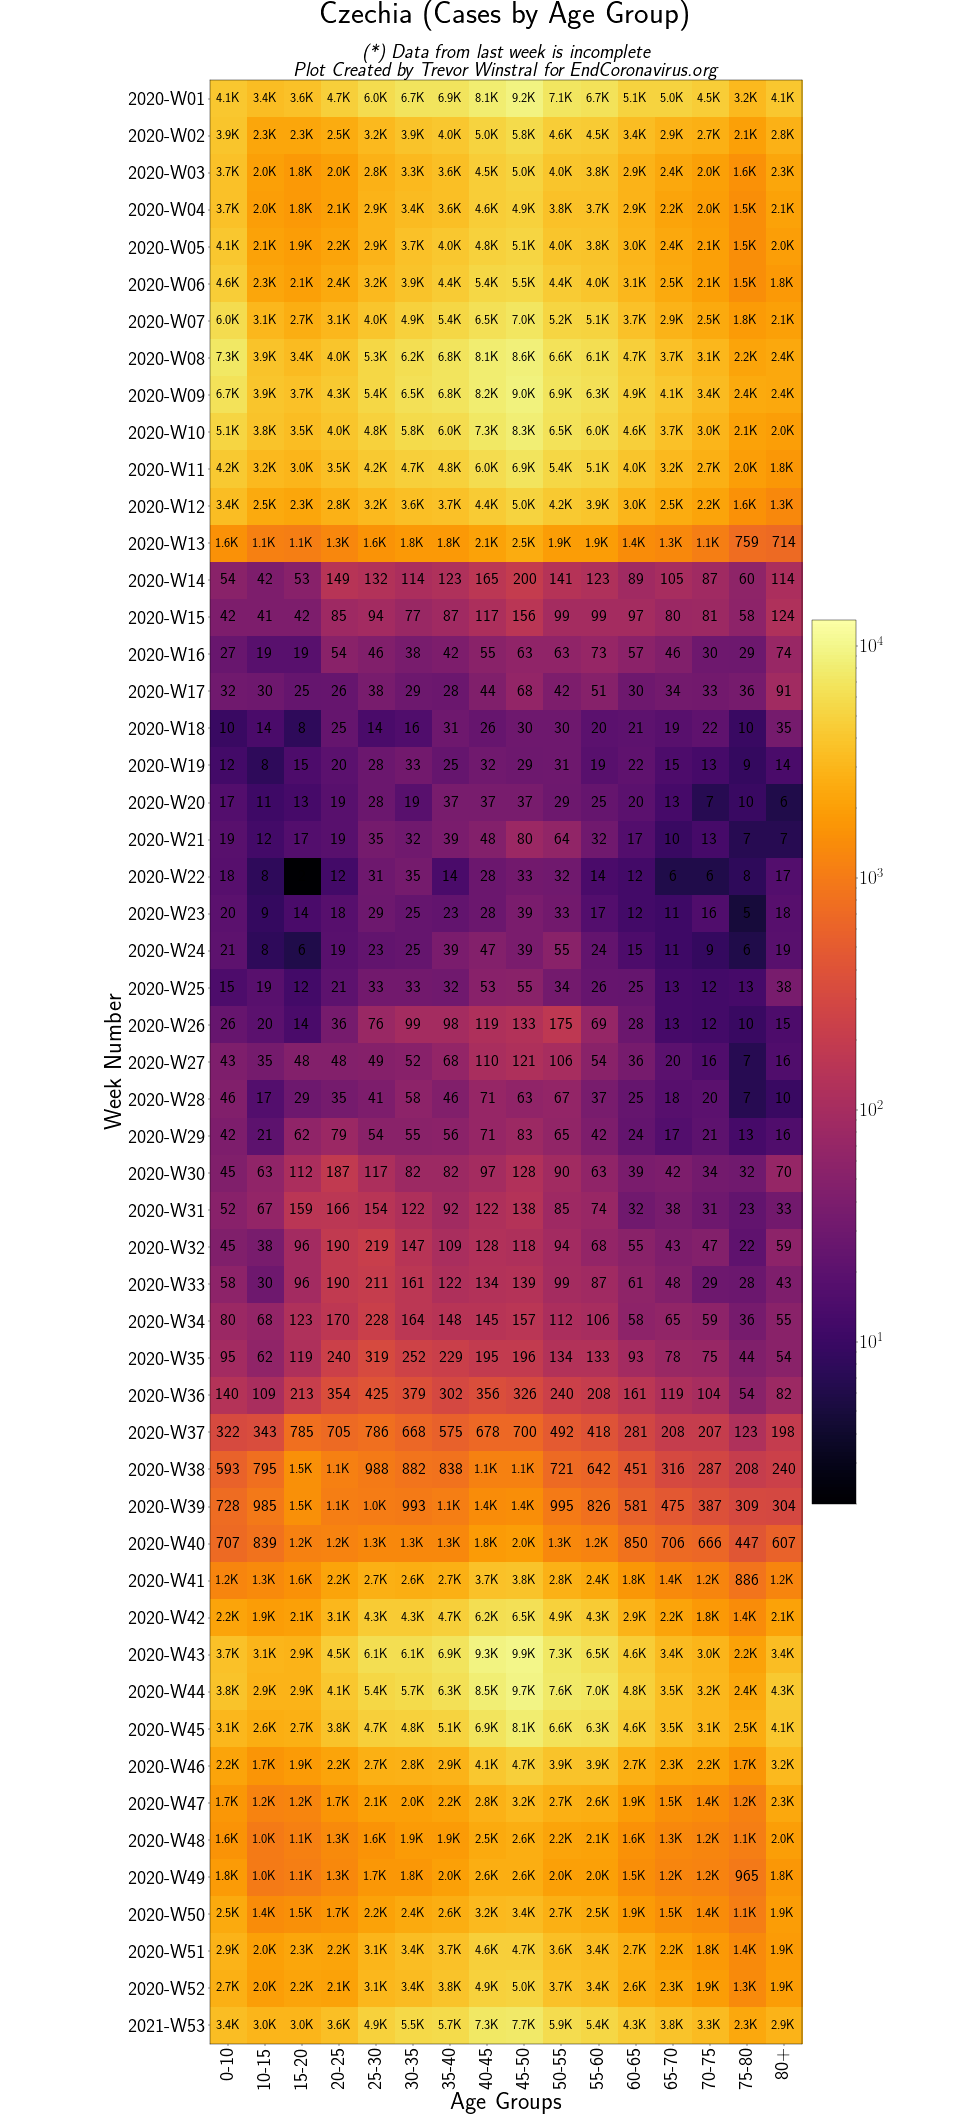 Czechia (Cases by Age Group)
(*) Data from last week is incomplete
Plot Created by Trevor Winstral for EndCoronavirus.org
2020-W01 4.1K 3.4K 3.6K 4.7K 6.0K 6.7K 6.9K 8.1K 9.2K 7.1K 6.7K 5.1K 5.0K 4.5K 3.2K 4.1K
2020-W02 3.9K 2.3K 2.3K 2.5K 3.2K 3.9K 4.0K 5.0K 5.8K 4.6K 4.5K 3.4K 2.9K 2.7K 2.1K 2.8K
2020-W03 3.7K 2.0K 1.8K 2.0K 2.8K 3.3K 3.6K 4.5K 5.0K 4.0K 3.8K 2.9K 2.4K 2.0K 1.6K 2.3K
2020-W04 3.7K 2.0K 1.8K 2.1K 2.9K 3.4K 3.6K 4.6K 4.9K 3.8K 3.7K 2.9K 2.2K 2.0K 1.5K 2.1K
2020-W05 4.1K 2.1K 1.9K 2.2K 2.9K 3.7K 4.0K 4.8K 5.1K 4.0K 3.8K 3.0K 2.4K 2.1K 1.5K 2.0K
2020-W06 4.6K 2.3K 2.1K 2.4K 3.2K 3.9K 4.4K 5.4K 5.5K 4.4K 4.0K 3.1K 2.5K 2.1K 1.5K 1.8K
2020-W07 6.0K 3.1K 2.7K 3.1K 4.0K 4.9K 5.4K 6.5K 7.0K 5.2K 5.1K 3.7K 2.9K 2.5K 1.8K 2.1K
2020-W08 7.3K 3.9K 3.4K 4.0K 5.3K 6.2K 6.8K 8.1K 8.6K 6.6K 6.1K 4.7K 3.7K 3.1K 2.2K 2.4K
2020-W09 6.7K 3.9K 3.7K 4.3K 5.4K 6.5K 6.8K 8.2K 9.0K 6.9K 6.3K 4.9K 4.1K 3.4K 2.4K 2.4K
2020-W10 5.1K 3.8K 3.5K 4.0K 4.8K 5.8K 6.0K 7.3K 8.3K 6.5K 6.0K 4.6K 3.7K 3.0K 2.1K 2.0K
2020-W11 4.2K 3.2K 3.0K 3.5K 4.2K 4.7K 4.8K 6.0K 6.9K 5.4K 5.1K 4.0K 3.2K 2.7K 2.0K 1.8K
2020-W12 3.4K 2.5K 2.3K 2.8K 3.2K 3.6K 3.7K 4.4K 5.0K 4.2K 3.9K 3.0K 2.5K 2.2K 1.6K 1.3K
2020-W13 1.6K 1.1K 1.1K 1.3K 1.6K 1.8K 1.8K 2.1K 2.5K 1.9K 1.9K 1.4K 1.3K 1.1K 759 714
2020-W14 54 42 53 149 132 114 123 165 200 141 123 89 105 87 60 114
2020-W15 42 41 42 85 94 77 87 117 156 99 99 97 80 81 58 124
2020-W16 27 19 19 54 46 38 42 55 63 63 73 57 46 30 29 74
2020-W17 32 30 25 26 38 29 28 44 68 42 51 30 34 33 36 91
2020-W18 10 14 8 25 14 16 31 26 30 30 20 21 19 22 10 35
2020-W19 12 8 15 20 28 33 25 32 29 31 19 22 15 13 9 14
2020-W20 17 11 13 19 28 19 37 37 37 29 25 20 13 7 10 6
2020-W21 19 12 17 19 35 32 39 48 80 64 32 17 10 13 7 7
2020-W22 18 8 12 31 35 14 28 33 32 14 12 6 6 8 17
2020-W23 20 9 14 18 29 25 23 28 39 33 17 12 11 16 5 18
2020-W24 21 8 6 19 23 25 39 47 39 55 24 15 11 9 6 19
2020-W25 15 19 12 21 33 33 32 53 55 34 26 25 13 12 13 38
2020-W26 26 20 14 36 76 99 98 119 133 175 69 28 13 12 10 15
2020-W27 43 35 48 48 49 52 68 110 121 106 54 36 20 16 7 16
2020-W28 46 17 29 35 41 58 46 71 63 67 37 25 18 20 7 10
2020-W29 42 21 62 79 54 55 56 71 83 65 42 24 17 21 13 16
2020-W30 45 63 112 187 117 82 82 97 128 90 63 39 42 34 32 70
2020-W31 52 67 159 166 154 122 92 122 138 85 74 32 38 31 23 33
2020-W32 45 38 96 190 219 147 109 128 118 94 68 55 43 47 22 59
2020-W33 58 30 96 190 211 161 122 134 139 99 87 61 48 29 28 43
2020-W34 80 68 123 170 228 164 148 145 157 112 106 58 65 59 36 55
2020-W35 95 62 119 240 319 252 229 195 196 134 133 93 78 75 44 54
2020-W36 140 109 213 354 425 379 302 356 326 240 208 161 119 104 54 82
2020-W37 322 343 785 705 786 668 575 678 700 492 418 281 208 207 123 198
2020-W38 593 795 1.5K 1.1K 988 882 838 1.1K 1.1K 721 642 451 316 287 208 240
2020-W39 728 985 1.5K 1.1K 1.0K 993 1.1K 1.4K 1.4K 995 826 581 475 387 309 304
2020-W40 707 839 1.2K 1.2K 1.3K 1.3K 1.3K 1.8K 2.0K 1.3K 1.2K 850 706 666 447 607
2020-W41 1.2K 1.3K 1.6K 2.2K 2.7K 2.6K 2.7K 3.7K 3.8K 2.8K 2.4K 1.8K 1.4K 1.2K 886 1.2K
2020-W42 2.2K 1.9K 2.1K 3.1K 4.3K 4.3K 4.7K 6.2K 6.5K 4.9K 4.3K 2.9K 2.2K 1.8K 1.4K 2.1K
2020-W43 3.7K 3.1K 2.9K 4.5K 6.1K 6.1K 6.9K 9.3K 9.9K 7.3K 6.5K 4.6K 3.4K 3.0K 2.2K 3.4K
2020-W44 3.8K 2.9K 2.9K 4.1K 5.4K 5.7K 6.3K 8.5K 9.7K 7.6K 7.0K 4.8K 3.5K 3.2K 2.4K 4.3K
2020-W45 3.1K 2.6K 2.7K 3.8K 4.7K 4.8K 5.1K 6.9K 8.1K 6.6K 6.3K 4.6K 3.5K 3.1K 2.5K 4.1K
2020-W46 2.2K 1.7K 1.9K 2.2K 2.7K 2.8K 2.9K 4.1K 4.7K 3.9K 3.9K 2.7K 2.3K 2.2K 1.7K 3.2K
2020-W47 1.7K 1.2K 1.2K 1.7K 2.1K 2.0K 2.2K 2.8K 3.2K 2.7K 2.6K 1.9K 1.5K 1.4K 1.2K 2.3K
2020-W48 1.6K 1.0K 1.1K 1.3K 1.6K 1.9K 1.9K 2.5K 2.6K 2.2K 2.1K 1.6K 1.3K 1.2K 1.1K 2.0K
2020-W49 1.8K 1.0K 1.1K 1.3K 1.7K 1.8K 2.0K 2.6K 2.6K 2.0K 2.0K 1.5K 1.2K 1.2K 965 1.8K
2020-W50 2.5K 1.4K 1.5K 1.7K 2.2K 2.4K 2.6K 3.2K 3.4K 2.7K 2.5K 1.9K 1.5K 1.4K 1.1K 1.9K
2020-W51 2.9K 2.0K 2.3K 2.2K 3.1K 3.4K 3.7K 4.6K 4.7K 3.6K 3.4K 2.7K 2.2K 1.8K 1.4K 1.9K
2020-W52 2.7K 2.0K 2.2K 2.1K 3.1K 3.4K 3.8K 4.9K 5.0K 3.7K 3.4K 2.6K 2.3K 1.9K 1.3K 1.9K
2021-W53 3.4K 3.0K 3.0K 3.6K 4.9K 5.5K 5.7K 7.3K 7.7K 5.9K 5.4K 4.3K 3.8K 3.3K 2.3K 2.9K
0-10 10-15 15-20 20-25 25-30 30-35 35-40 40-45 45-50 50-55 55-60 60-65 65-70 70-75 75-80 80+
Age Groups
Week Number
10⁴
10³
10²
10¹